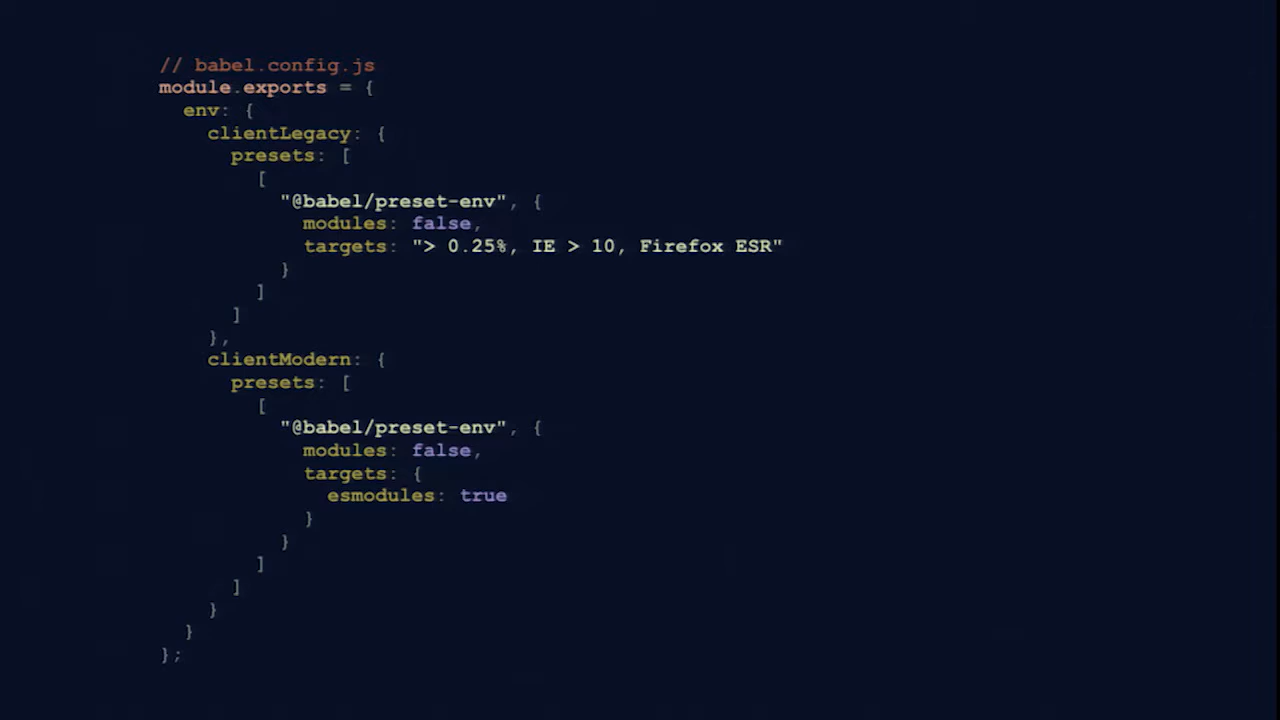 // babel.config.js
module.exports = {
  env: {
    clientLegacy: {
      presets: [
        [
          "@babel/preset-env", {
            modules: false,
            targets: "> 0.25%, IE > 10, Firefox ESR"
          }
        ]
      ]
    },
    clientModern: {
      presets: [
        [
          "@babel/preset-env", {
            modules: false,
            targets: {
              esmodules: true
            }
          }
        ]
      ]
    }
  }
};